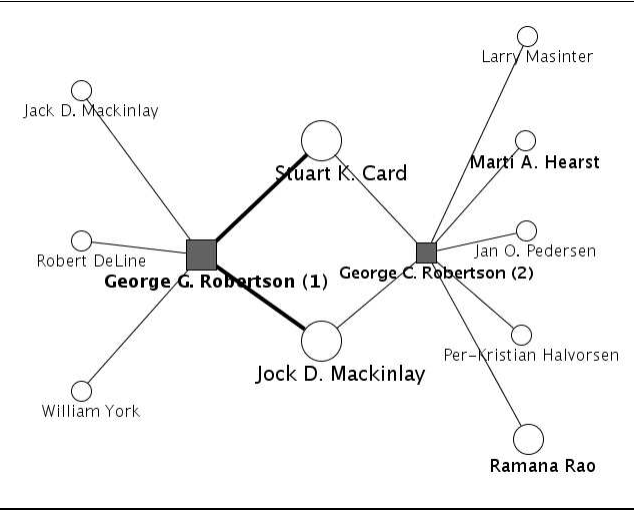 Larry Masinter
Jack D. Mackinlay
Marti A. Hearst
Stuart K. Card
Jan O. Pedersen
Robert DeLine
George G. Robertson (1)
George C. Robertson (2)
Per-Kristian Halvorsen
Jock D. Mackinlay
William York
Ramana Rao